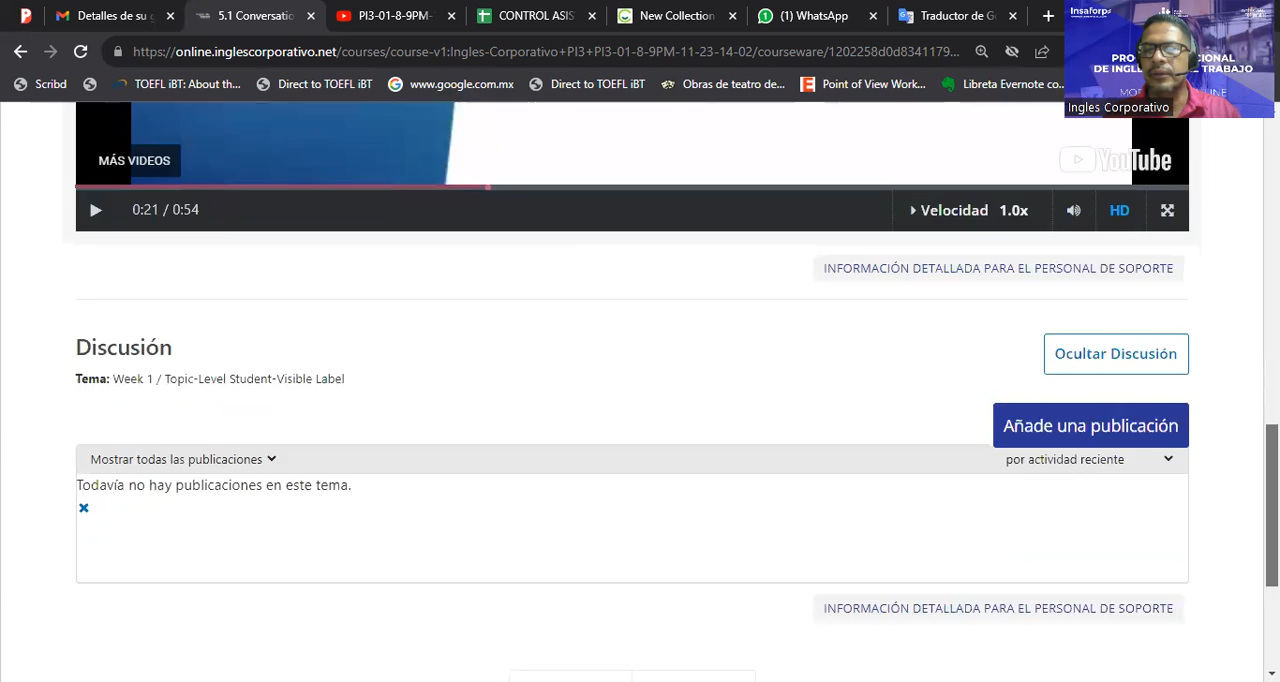 Detalles de su g
5.1 Conversatio
PI3-01-8-9PM-
CONTROL ASIS
New Collection
(1) WhatsApp
Traductor de G
https://online.inglescorporativo.net/courses/course-v1:Ingles-Corporativo+PI3+PI3-01-8-9PM-11-23-14-02/courseware/1202258d0d8341179...
Scribd
TOEFL iBT: About th...
Direct to TOEFL iBT
www.google.com.mx
Direct to TOEFL iBT
Obras de teatro de...
Point of View Work...
Libreta Evernote co...
Insaforp
DE INGL
TRABAJO
Ingles Corporativo
MÁS VIDEOS
YouTube
0:21 / 0:54
Velocidad 1.0x
HD
INFORMACIÓN DETALLADA PARA EL PERSONAL DE SOPORTE
Discusión
Ocultar Discusión
Tema: Week 1 / Topic-Level Student-Visible Label
Añade una publicación
Mostrar todas las publicaciones
por actividad reciente
Todavía no hay publicaciones en este tema.
INFORMACIÓN DETALLADA PARA EL PERSONAL DE SOPORTE